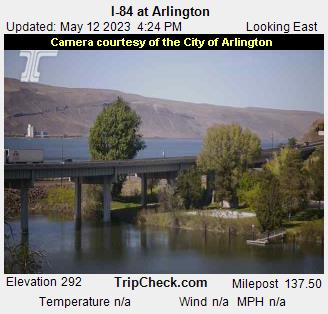 I-84 at Arlington
Updated: May 12 2023 4:24 PM Looking East
Camera courtesy of the City of Arlington
Elevation 292 TripCheck.com Milepost 137.50
Temperature n/a Wind n/a MPH n/a